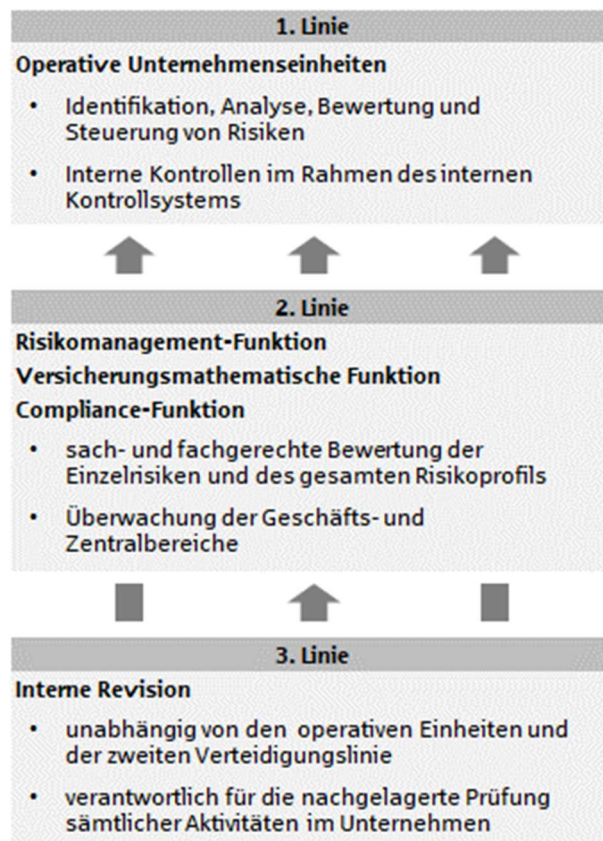 1. Linie
Operative Unternehmenseinheiten
• Identifikation, Analyse, Bewertung und
Steuerung von Risiken
• Interne Kontrollen im Rahmen des internen
Kontrollsystems
2. Linie
Risikomanagement-Funktion
Versicherungsmathematische Funktion
Compliance-Funktion
• sach- und fachgerechte Bewertung der
Einzelrisiken und des gesamten Risikoprofils
• Überwachung der Geschäfts- und
Zentralbereiche
3. Linie
Interne Revision
• unabhängig von den operativen Einheiten und
der zweiten Verteidigungslinie
• verantwortlich für die nachgelagerte Prüfung
sämtlicher Aktivitäten im Unternehmen